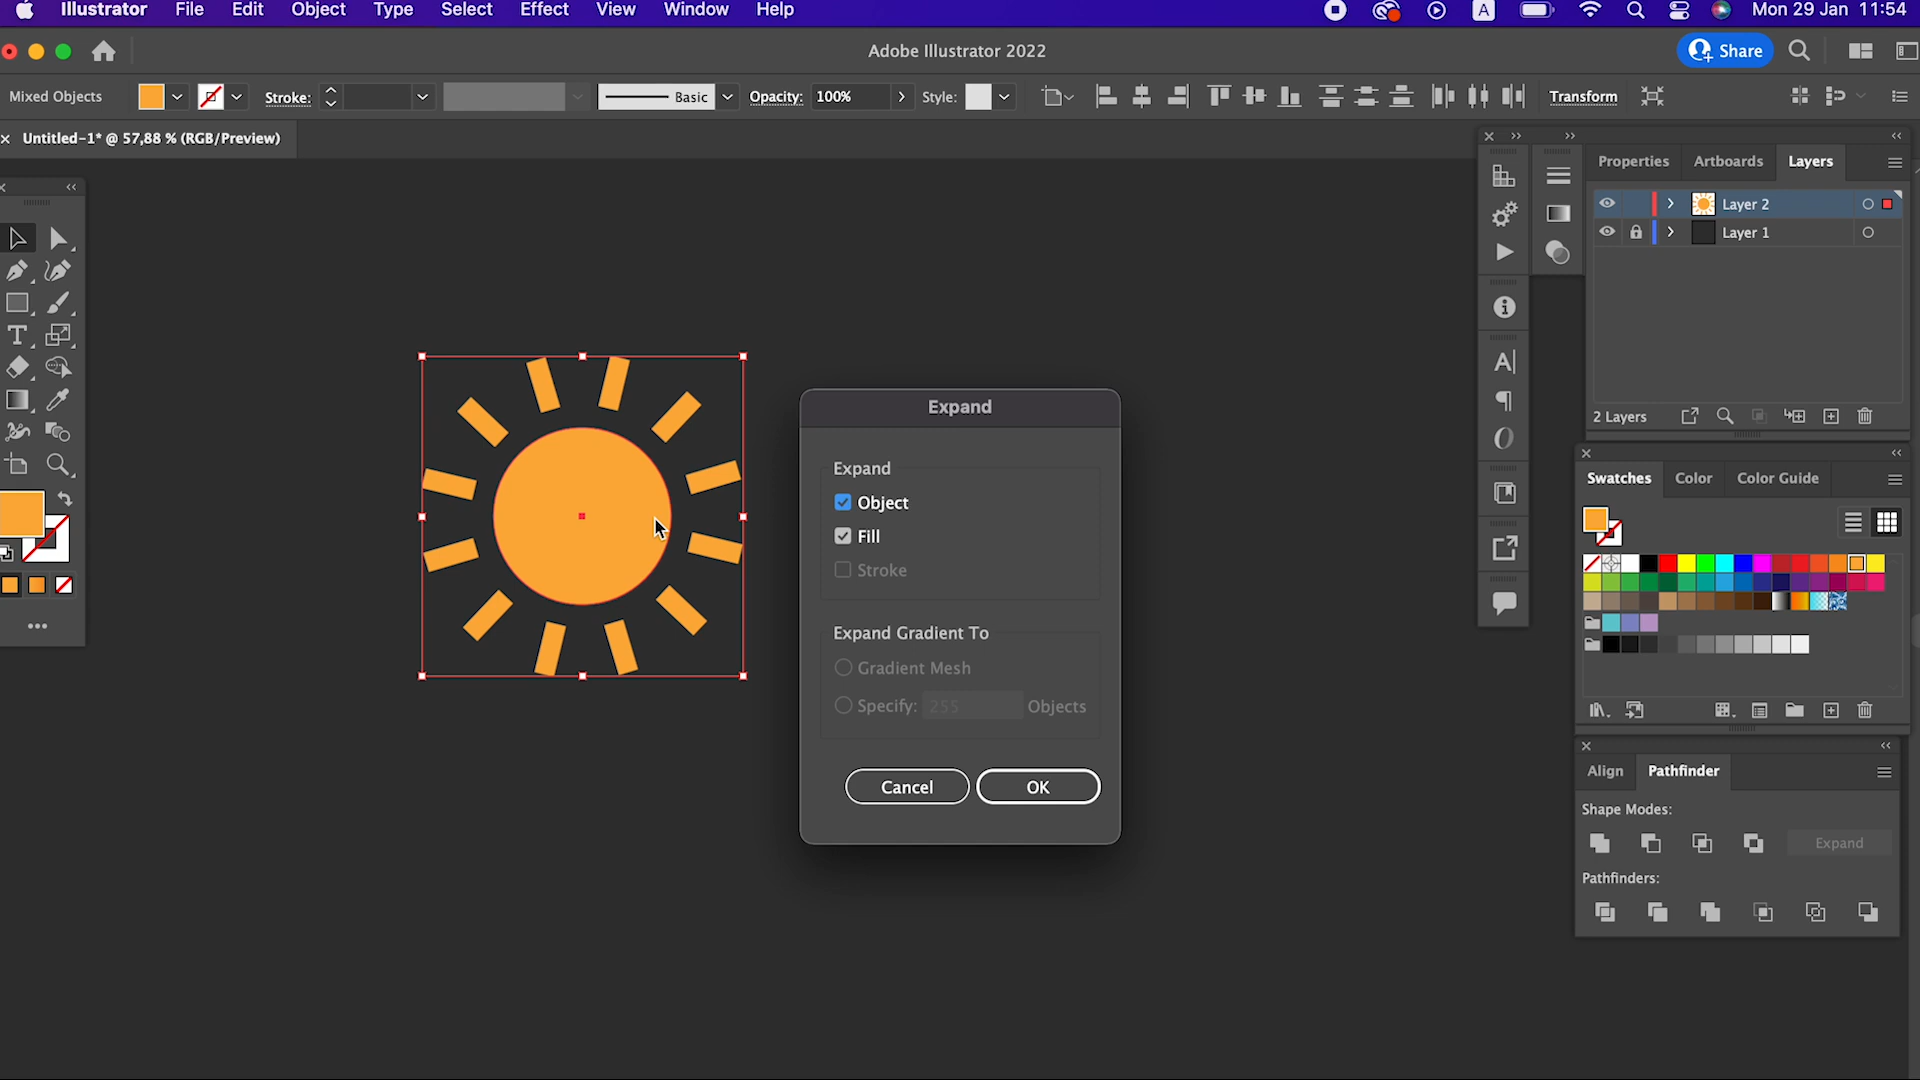 Illustrator File Edit Object Type Select Effect View Window Help A Mon 29 Jan 11:54
Adobe Illustrator 2022 Share
Mixed Objects Stroke: Basic Opacity: 100% Style: Transform
Untitled-1* @ 57,88 % (RGB/Preview)
Properties Artboards Layers
Layer 2
Layer 1
2 Layers
Expand
Expand
Object
Fill
Stroke
Expand Gradient To
Gradient Mesh
Specify: 255 Objects
Cancel OK
Swatches Color Color Guide
Align Pathfinder
Shape Modes:
Expand
Pathfinders: